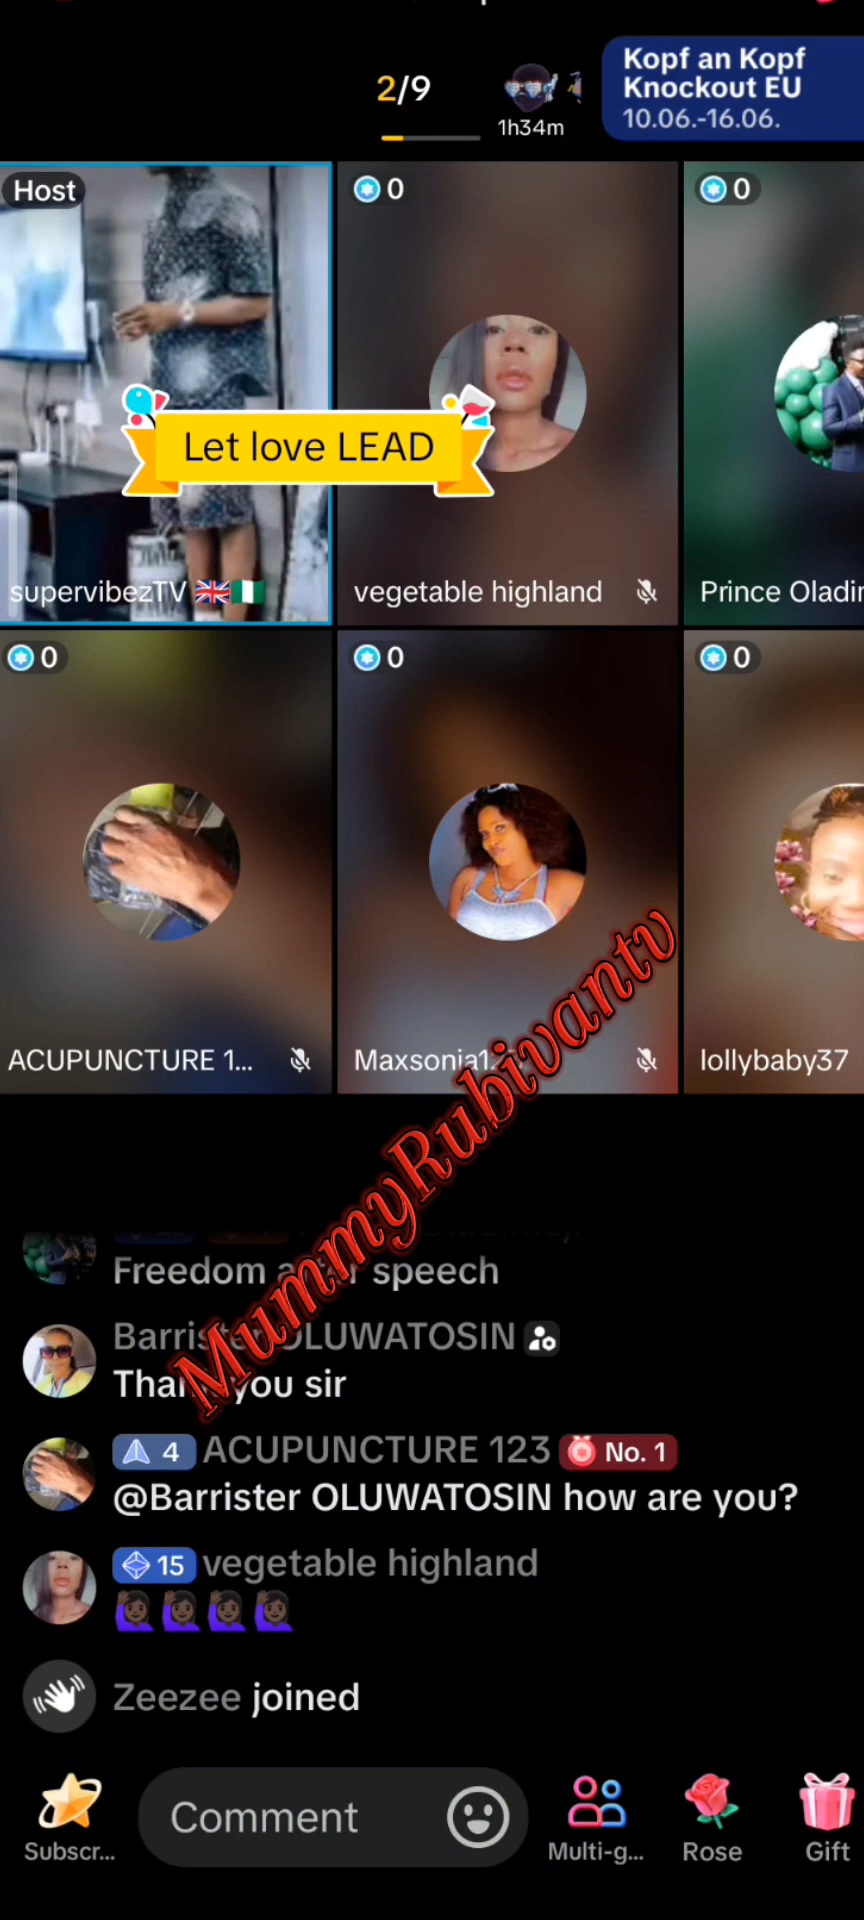 2/9
1h34m
Kopf an Kopf
Knockout EU
10.06.-16.06.
Host
0
0
Let love LEAD
supervibezTV 🇬🇧🇳🇬
vegetable highland
Prince
0
0
0
ACUPUNCTURE 1...
Maxsonia1...
lollybaby37
MummyRubivantv
Freedom after speech
Barrister OLUWATOSIN
Thank you sir
4 ACUPUNCTURE 123 No. 1
@Barrister OLUWATOSIN how are you?
15 vegetable highland
🙋🏿‍♀️🙋🏿‍♀️🙋🏿‍♀️🙋🏿‍♀️
Zeezee joined
Subscr...
Comment
Multi-g...
Rose
Gift